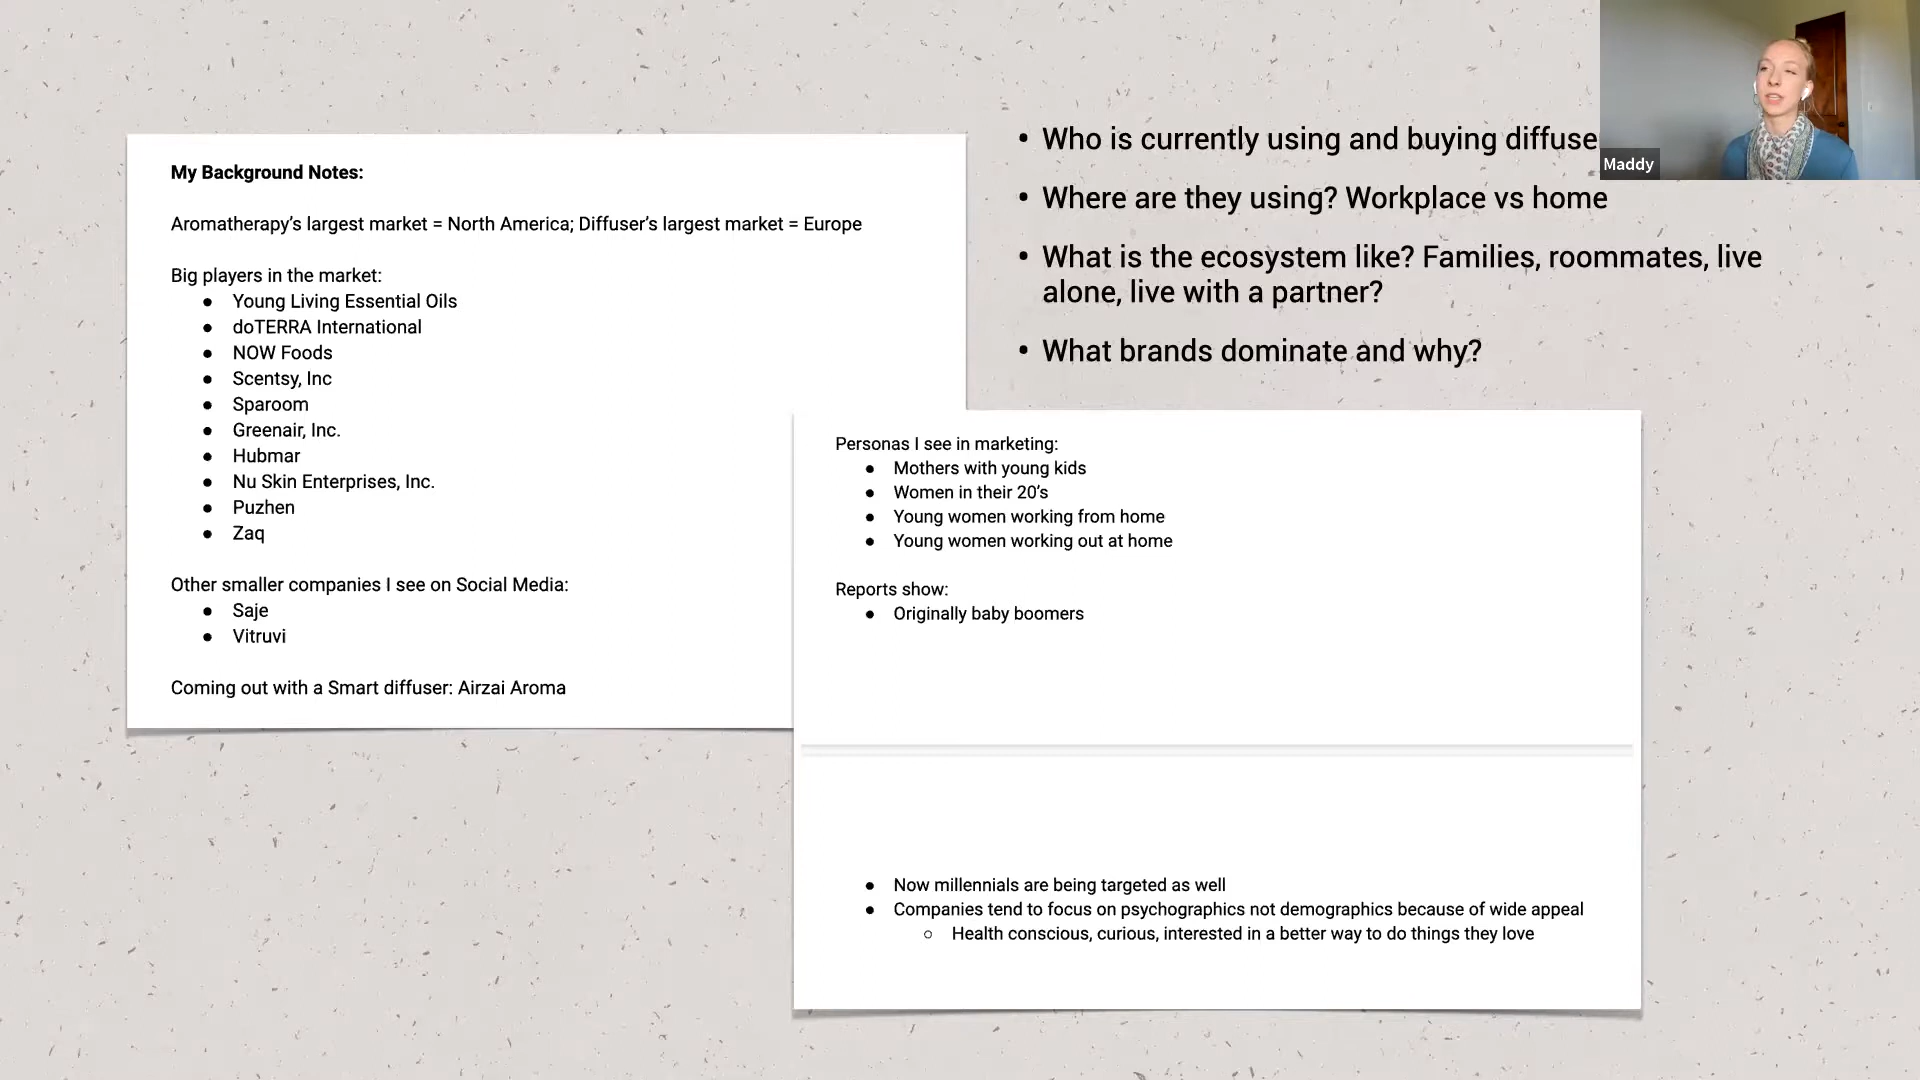 My Background Notes:
Aromatherapy's largest market = North America; Diffuser's largest market = Europe
Big players in the market:
● Young Living Essential Oils
● doTERRA International
● NOW Foods
● Scentsy, Inc
● Sparoom
● Greenair, Inc.
● Hubmar
● Nu Skin Enterprises, Inc.
● Puzhen
● Zaq
Other smaller companies I see on Social Media:
● Saje
● Vitruvi
Coming out with a Smart diffuser: Airzai Aroma
• Who is currently using and buying diffuse
• Where are they using? Workplace vs home
• What is the ecosystem like? Families, roommates, live
alone, live with a partner?
• What brands dominate and why?
Maddy
Personas I see in marketing:
● Mothers with young kids
● Women in their 20's
● Young women working from home
● Young women working out at home
Reports show:
● Originally baby boomers
● Now millennials are being targeted as well
● Companies tend to focus on psychographics not demographics because of wide appeal
○ Health conscious, curious, interested in a better way to do things they love